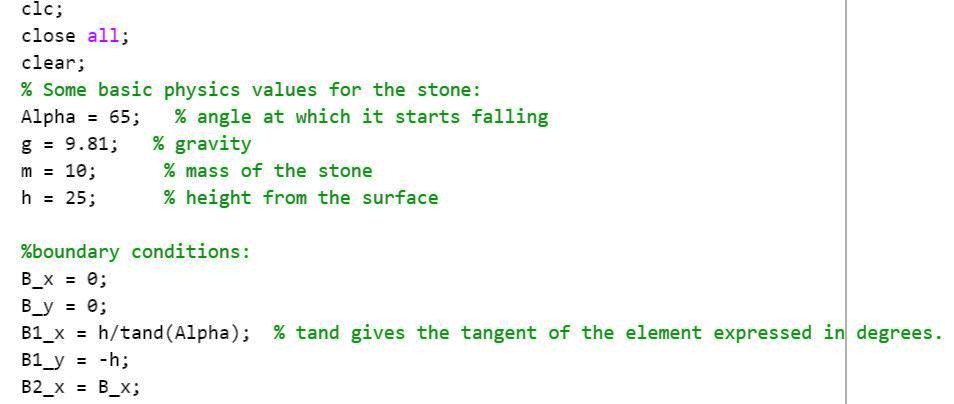 clc;
close all;
clear;
% Some basic physics values for the stone:
Alpha = 65;   % angle at which it starts falling
g = 9.81;   % gravity
m = 10;      % mass of the stone
h = 25;      % height from the surface
%boundary conditions:
B_x = 0;
B_y = 0;
B1_x = h/tand(Alpha);  % tand gives the tangent of the element expressed in degrees.
B1_y = -h;
B2_x = B_x;